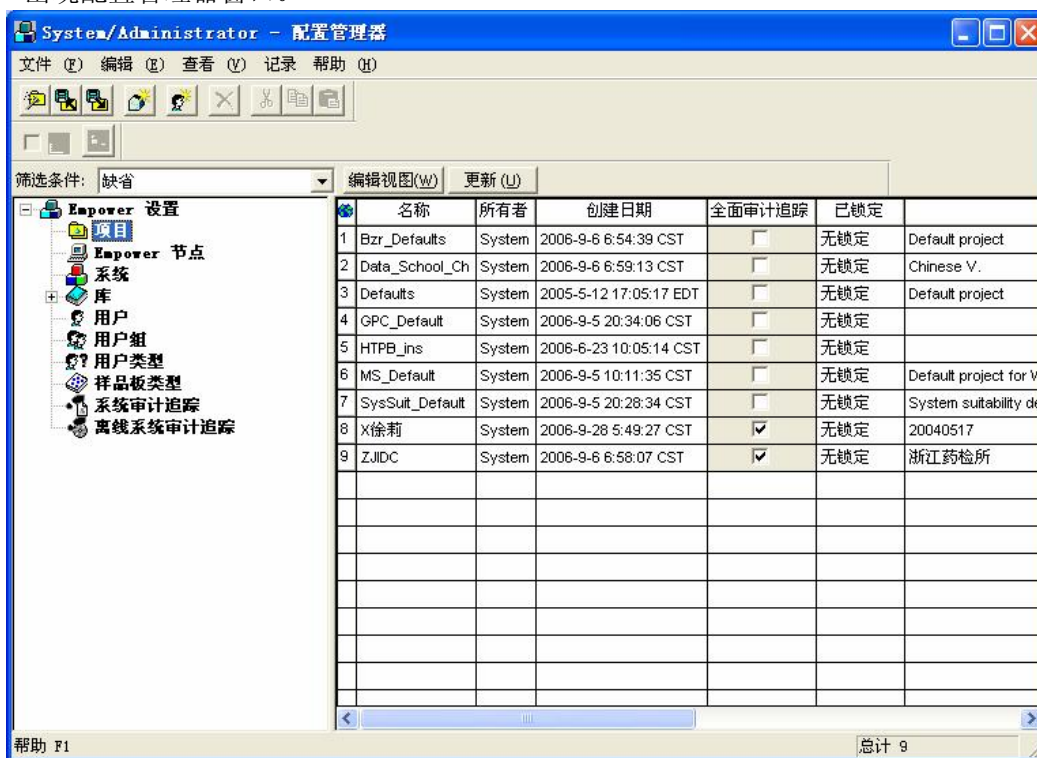 System/Administrator - 配置管理器
文件 (F) 编辑 (E) 查看 (V) 记录 帮助 (H)
筛选条件: 缺省 编辑视图(W) 更新 (U)
Empower 设置
项目
Empower 节点
系统
库
用户
用户组
用户类型
样品板类型
系统审计追踪
离线系统审计追踪
名称 所有者 创建日期 全面审计追踪 已锁定
1 Bzr_Defaults System 2006-9-6 6:54:39 CST 无锁定 Default project
2 Data_School_Ch System 2006-9-6 6:59:13 CST 无锁定 Chinese V.
3 Defaults System 2005-5-12 17:05:17 EDT 无锁定 Default project
4 GPC_Default System 2006-9-5 20:34:06 CST 无锁定
5 HTPB_ins System 2006-6-23 10:05:14 CST 无锁定
6 MS_Default System 2006-9-5 10:11:35 CST 无锁定 Default project for
7 SysSuit_Default System 2006-9-5 20:28:34 CST 无锁定 System suitability de
8 X徐莉 System 2006-9-28 5:49:27 CST 无锁定 20040517
9 ZJIDC System 2006-9-6 6:58:07 CST 无锁定 浙江药检所
帮助 F1 总计 9